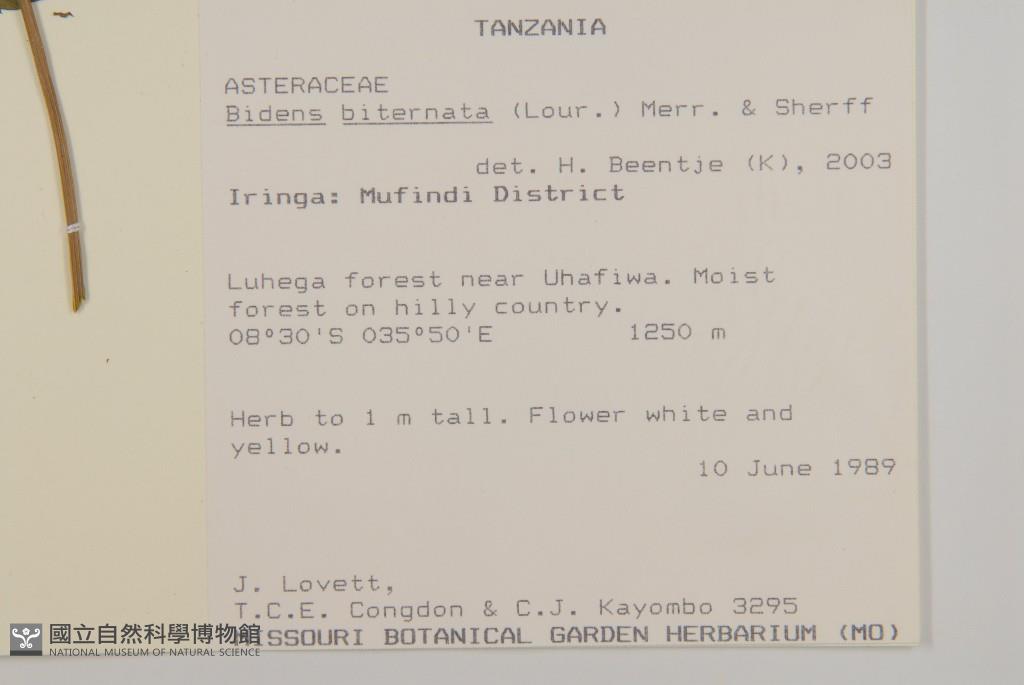 TANZANIA
ASTERACEAE
Bidens biternata (Lour.) Merr. & Sherff
det. H. Beentje (K), 2003
Iringa: Mufindi District
Luhega forest near Uhafiwa. Moist
forest on hilly country.
08°30'S 035°50'E 1250 m
Herb to 1 m tall. Flower white and
yellow.
10 June 1989
J. Lovett,
T.C.E. Congdon & C.J. Kayombo 3295
MISSOURI BOTANICAL GARDEN HERBARIUM (MO)
國立自然科學博物館
NATIONAL MUSEUM OF NATURAL SCIENCE